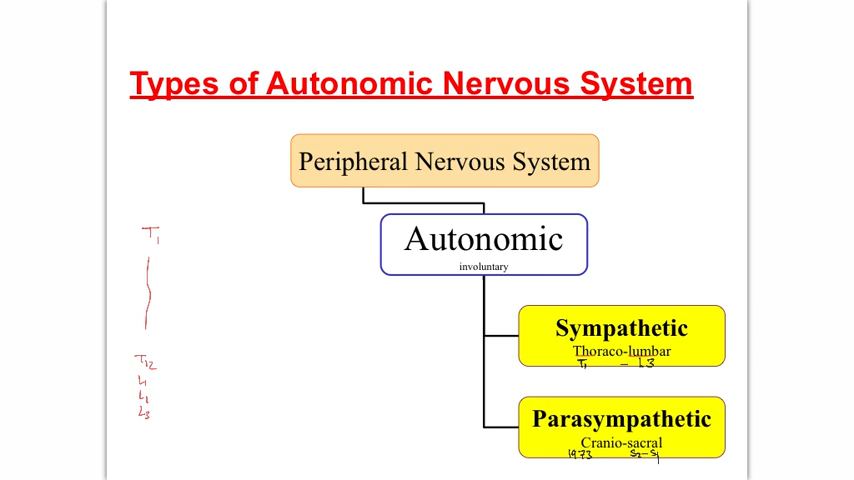 Types of Autonomic Nervous System
Peripheral Nervous System
Autonomic
involuntary
T1
Sympathetic
Thoraco-lumbar
T1 – L3
T12
L1
L3
Parasympathetic
Cranio-sacral
1973